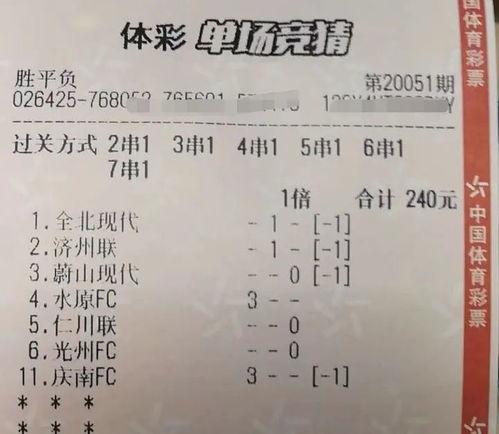 体彩 单场竞猜
胜平负 第20051期
026425-768052
过关方式 2串1 3串1 4串1 5串1 6串1
7串1
1倍 合计 240元
1.全北现代 - 1 - [-1]
2.济州联 - 1 - [-1]
3.蔚山现代 - - 0 [-1]
4.水原FC 3 - -
5.仁川联 - - 0
6.光州FC - - 0
11.庆南FC 3 - - [-1]
* * *
* * *
国体育彩票
中国体育彩票